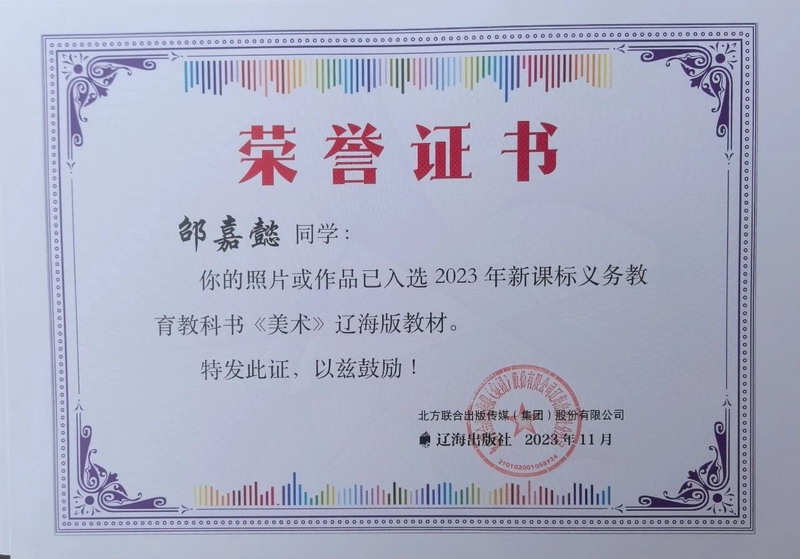 荣誉证书
邵嘉懿 同学：
你的照片或作品已入选 2023 年新课标义务教
育教科书《美术》辽海版教材。
特发此证，以兹鼓励！
北方联合出版传媒（集团）股份有限公司
辽海出版社 2023 年 11 月